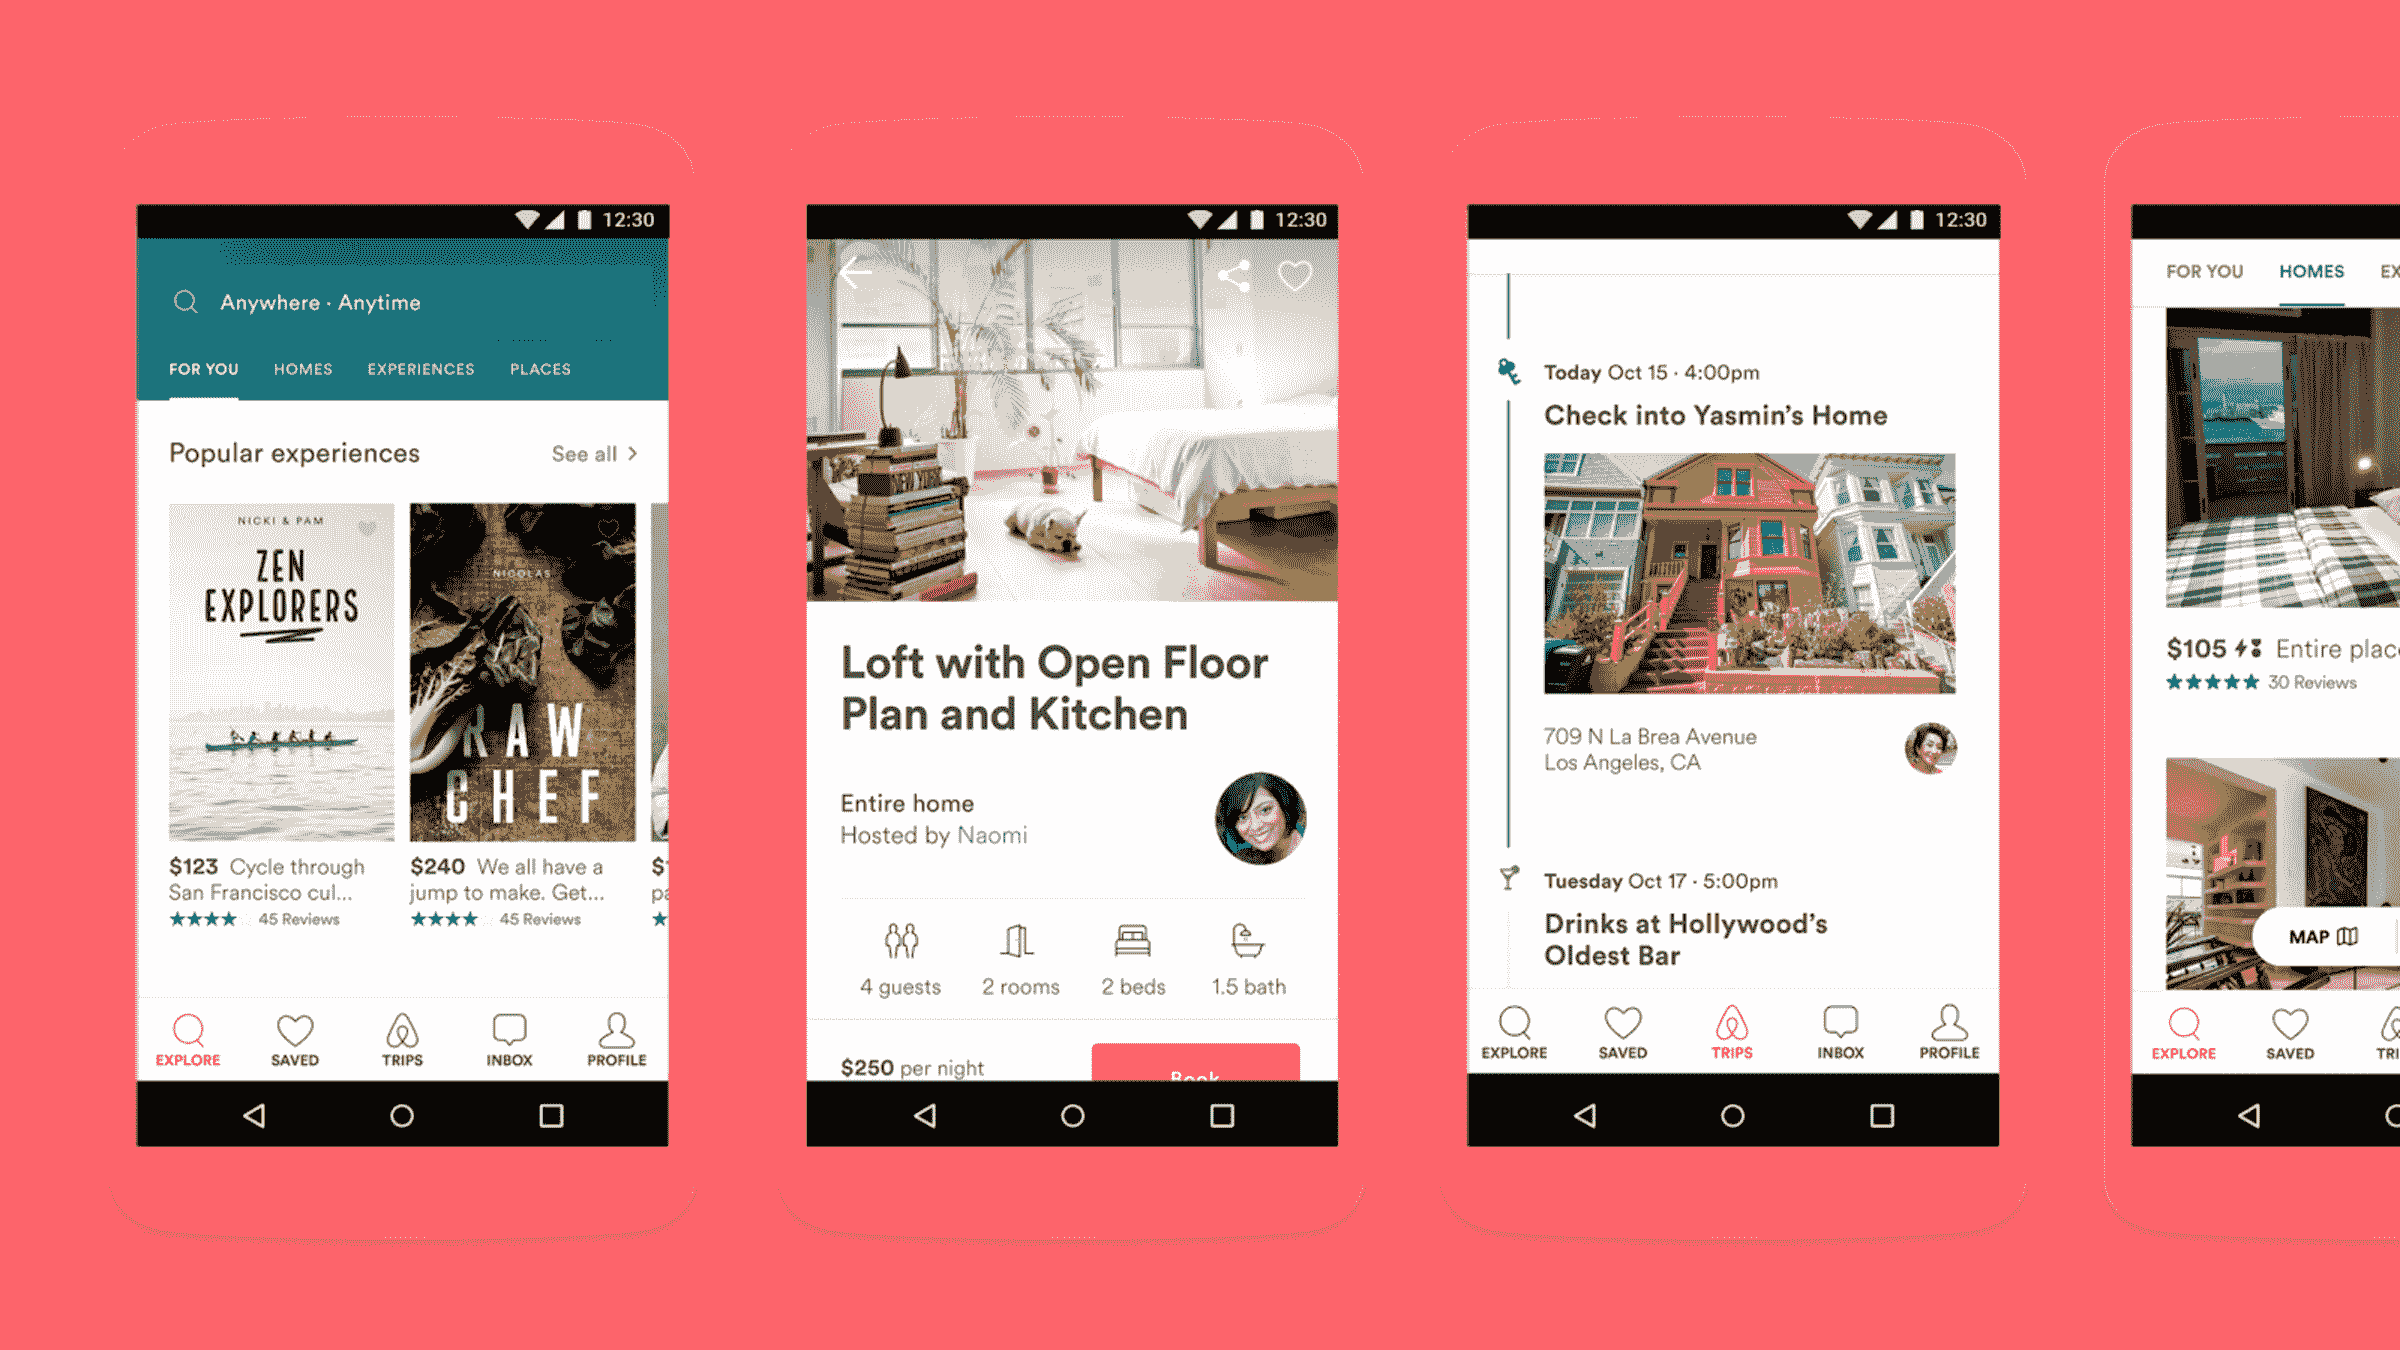 12:30
Anywhere · Anytime
FOR YOU HOMES EXPERIENCES PLACES
Popular experiences See all
NICKI & PAM
ZEN
EXPLORERS
NICOLAS
RAW
CHEF
$123 Cycle through
San Francisco cul...
45 Reviews
$240 We all have a
jump to make. Get...
45 Reviews
EXPLORE SAVED TRIPS INBOX PROFILE
12:30
NEW YORK
Loft with Open Floor
Plan and Kitchen
Entire home
Hosted by Naomi
4 guests 2 rooms 2 beds 1.5 bath
$250 per night
Book
12:30
Today Oct 15 · 4:00pm
Check into Yasmin’s Home
709 N La Brea Avenue
Los Angeles, CA
Tuesday Oct 17 · 5:00pm
Drinks at Hollywood’s
Oldest Bar
EXPLORE SAVED TRIPS INBOX PROFILE
FOR YOU HOMES EX
$105 Entire plac
30 Reviews
MAP
EXPLORE SAVED TRI